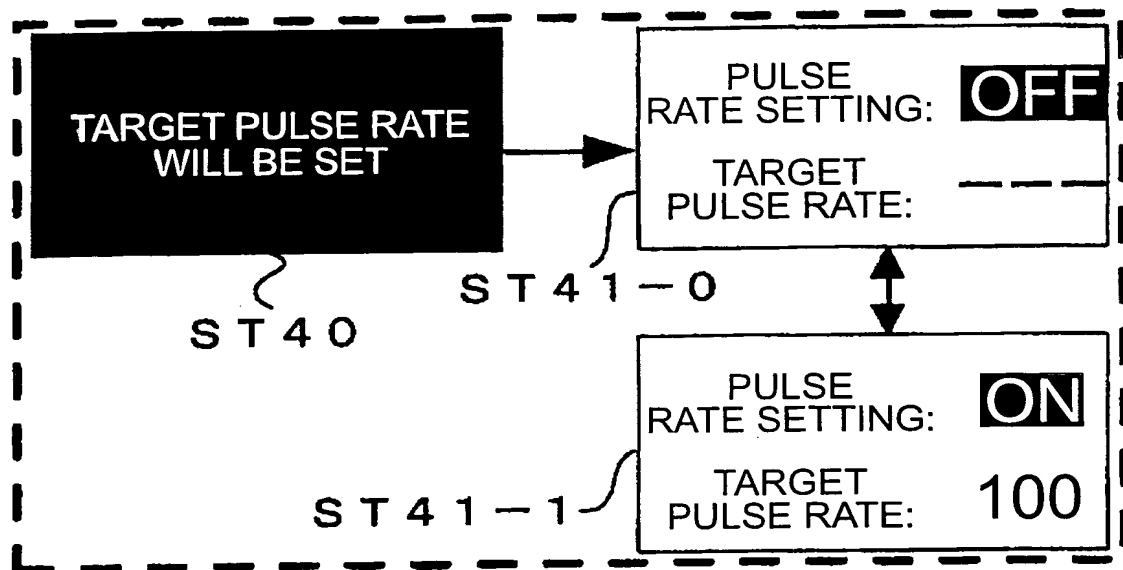 TARGET PULSE RATE
WILL BE SET
ST40
PULSE
RATE SETTING: OFF
TARGET
PULSE RATE: ---
ST41-0
PULSE
RATE SETTING: ON
TARGET
PULSE RATE: 100
ST41-1